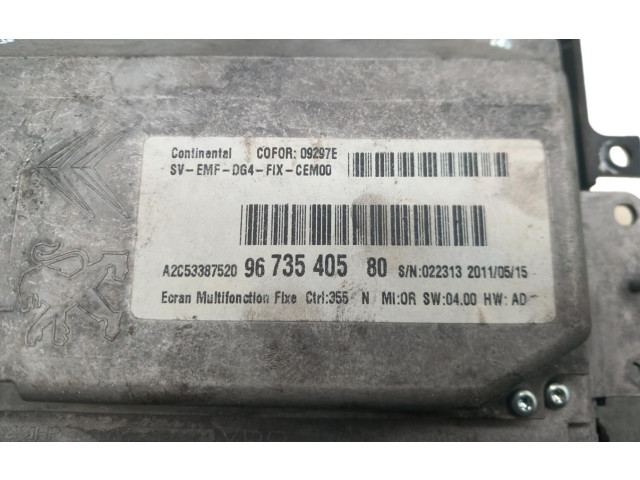 Continental COFOR: 09297E
SV-EMF-DG4-FIX-CEM00
A2C53387520 96 735 405 80 S/N:022313 2011/05/15
Ecran Multifonction Fixe Ctrl:355 N MI:OR SW:04.00 HW: AD